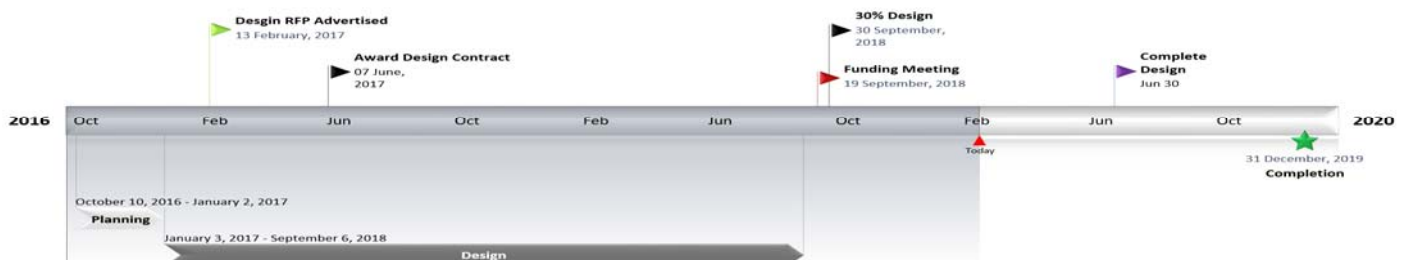 Desgin RFP Advertised
13 February, 2017
Award Design Contract
07 June,
2017
30% Design
30 September,
2018
Funding Meeting
19 September, 2018
Complete
Design
Jun 30
2016 Oct Feb Jun Oct Feb Jun Oct Feb Jun Oct 2020
Today
31 December, 2019
Completion
October 10, 2016 - January 2, 2017
Planning
January 3, 2017 - September 6, 2018
Design